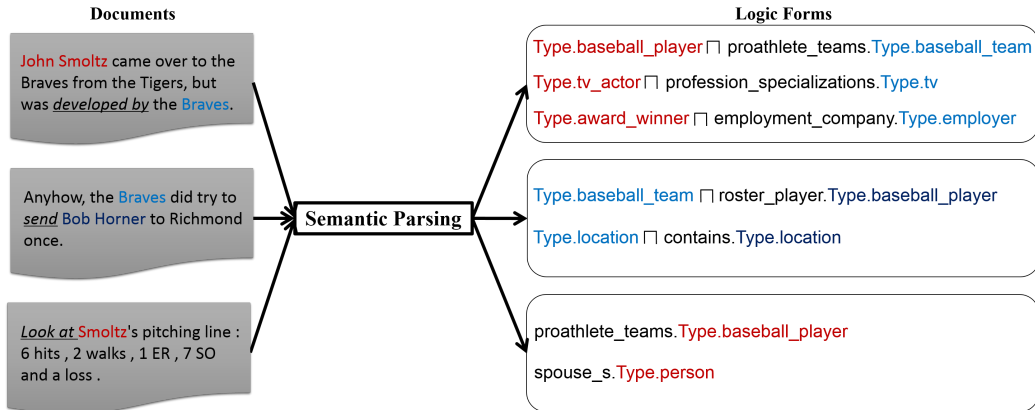 Documents
John Smoltz came over to the
Braves from the Tigers, but
was developed by the Braves.
Anyhow, the Braves did try to
send Bob Horner to Richmond
once.
Look at Smoltz's pitching line :
6 hits , 2 walks , 1 ER , 7 SO
and a loss .
Semantic Parsing
Logic Forms
Type.baseball_player ⊓ proathlete_teams.Type.baseball_team
Type.tv_actor ⊓ profession_specializations.Type.tv
Type.award_winner ⊓ employment_company.Type.employer
Type.baseball_team ⊓ roster_player.Type.baseball_player
Type.location ⊓ contains.Type.location
proathlete_teams.Type.baseball_player
spouse_s.Type.person